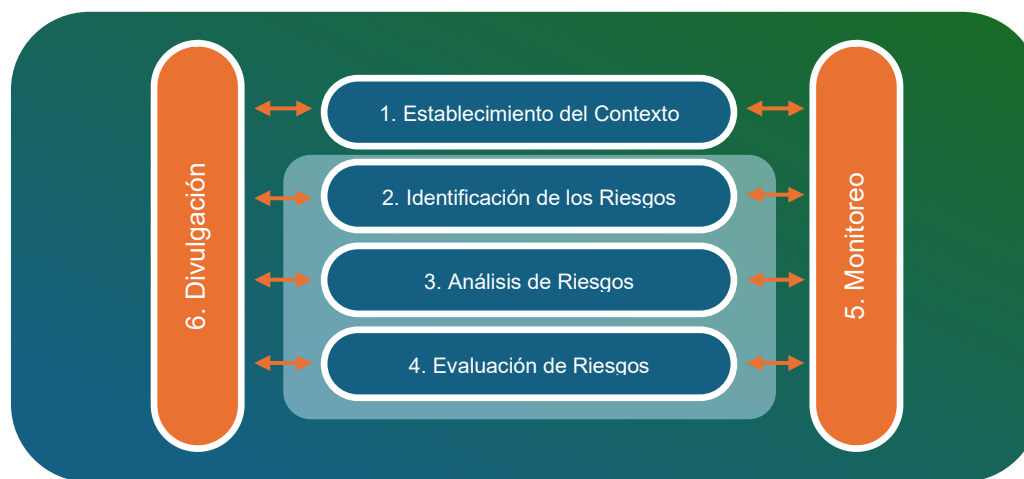 1. Establecimiento del Contexto
2. Identificación de los Riesgos
3. Análisis de Riesgos
4. Evaluación de Riesgos
5. Monitoreo
6. Divulgación